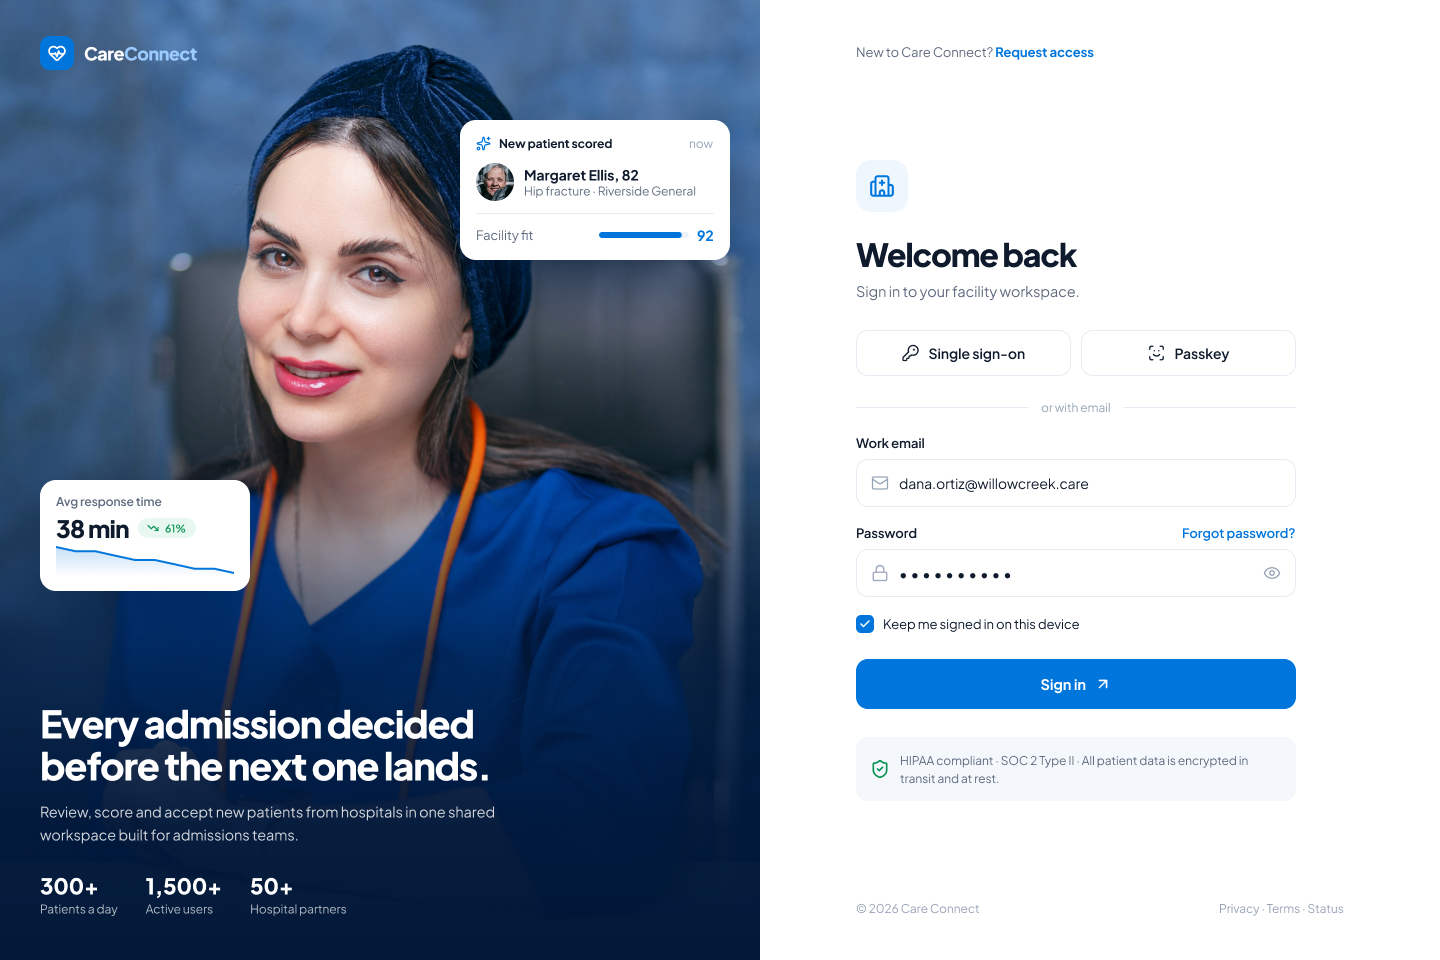 CareConnect
New patient scored
now
Margaret Ellis, 82
Hip fracture · Riverside General
Facility fit
92
Avg response time
38 min
61%
Every admission decided
before the next one lands.
Review, score and accept new patients from hospitals in one shared
workspace built for admissions teams.
300+
Patients a day
1,500+
Active users
50+
Hospital partners
New to Care Connect? Request access
Welcome back
Sign in to your facility workspace.
Single sign-on
Passkey
or with email
Work email
dana.ortiz@willowcreek.care
Password
Forgot password?
Keep me signed in on this device
Sign in
HIPAA compliant · SOC 2 Type II · All patient data is encrypted in
transit and at rest.
© 2026 Care Connect
Privacy · Terms · Status